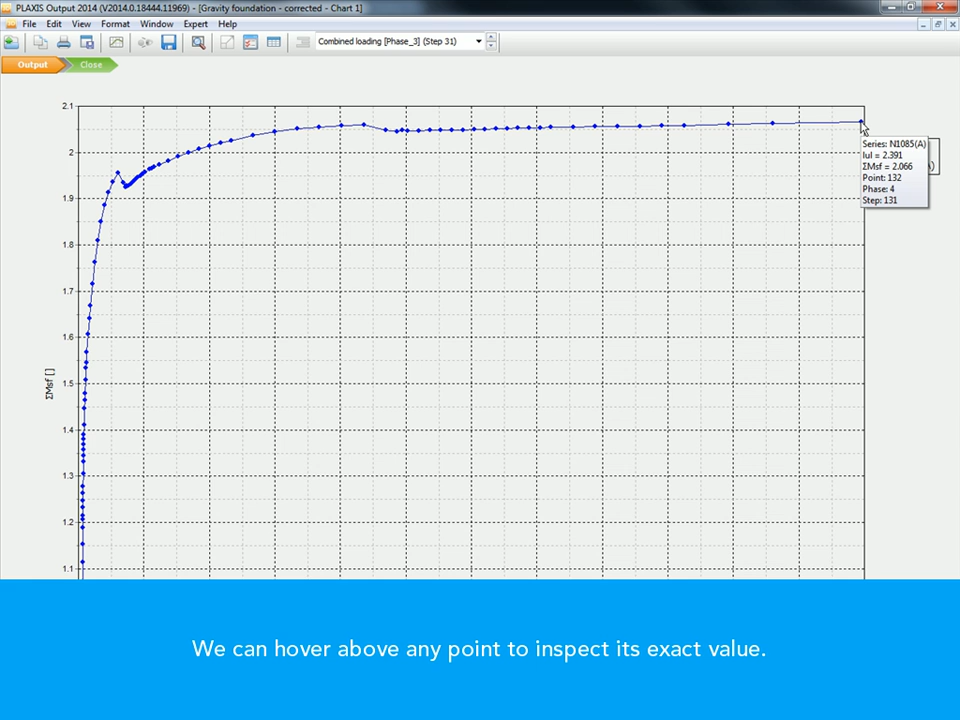 PLAXIS Output 2014 (V2014.0.18444.11969) - [Gravity foundation - corrected - Chart 1]
File Edit View Format Window Expert Help
Combined loading [Phase_3] (Step 31)
Output Close
2.1
2
1.9
1.8
1.7
1.6
1.5
1.4
1.3
1.2
1.1
ΣMsf []
Series: N1085(A)
IuI = 2.391
ΣMsf = 2.066
Point: 132
Phase: 4
Step: 131
We can hover above any point to inspect its exact value.